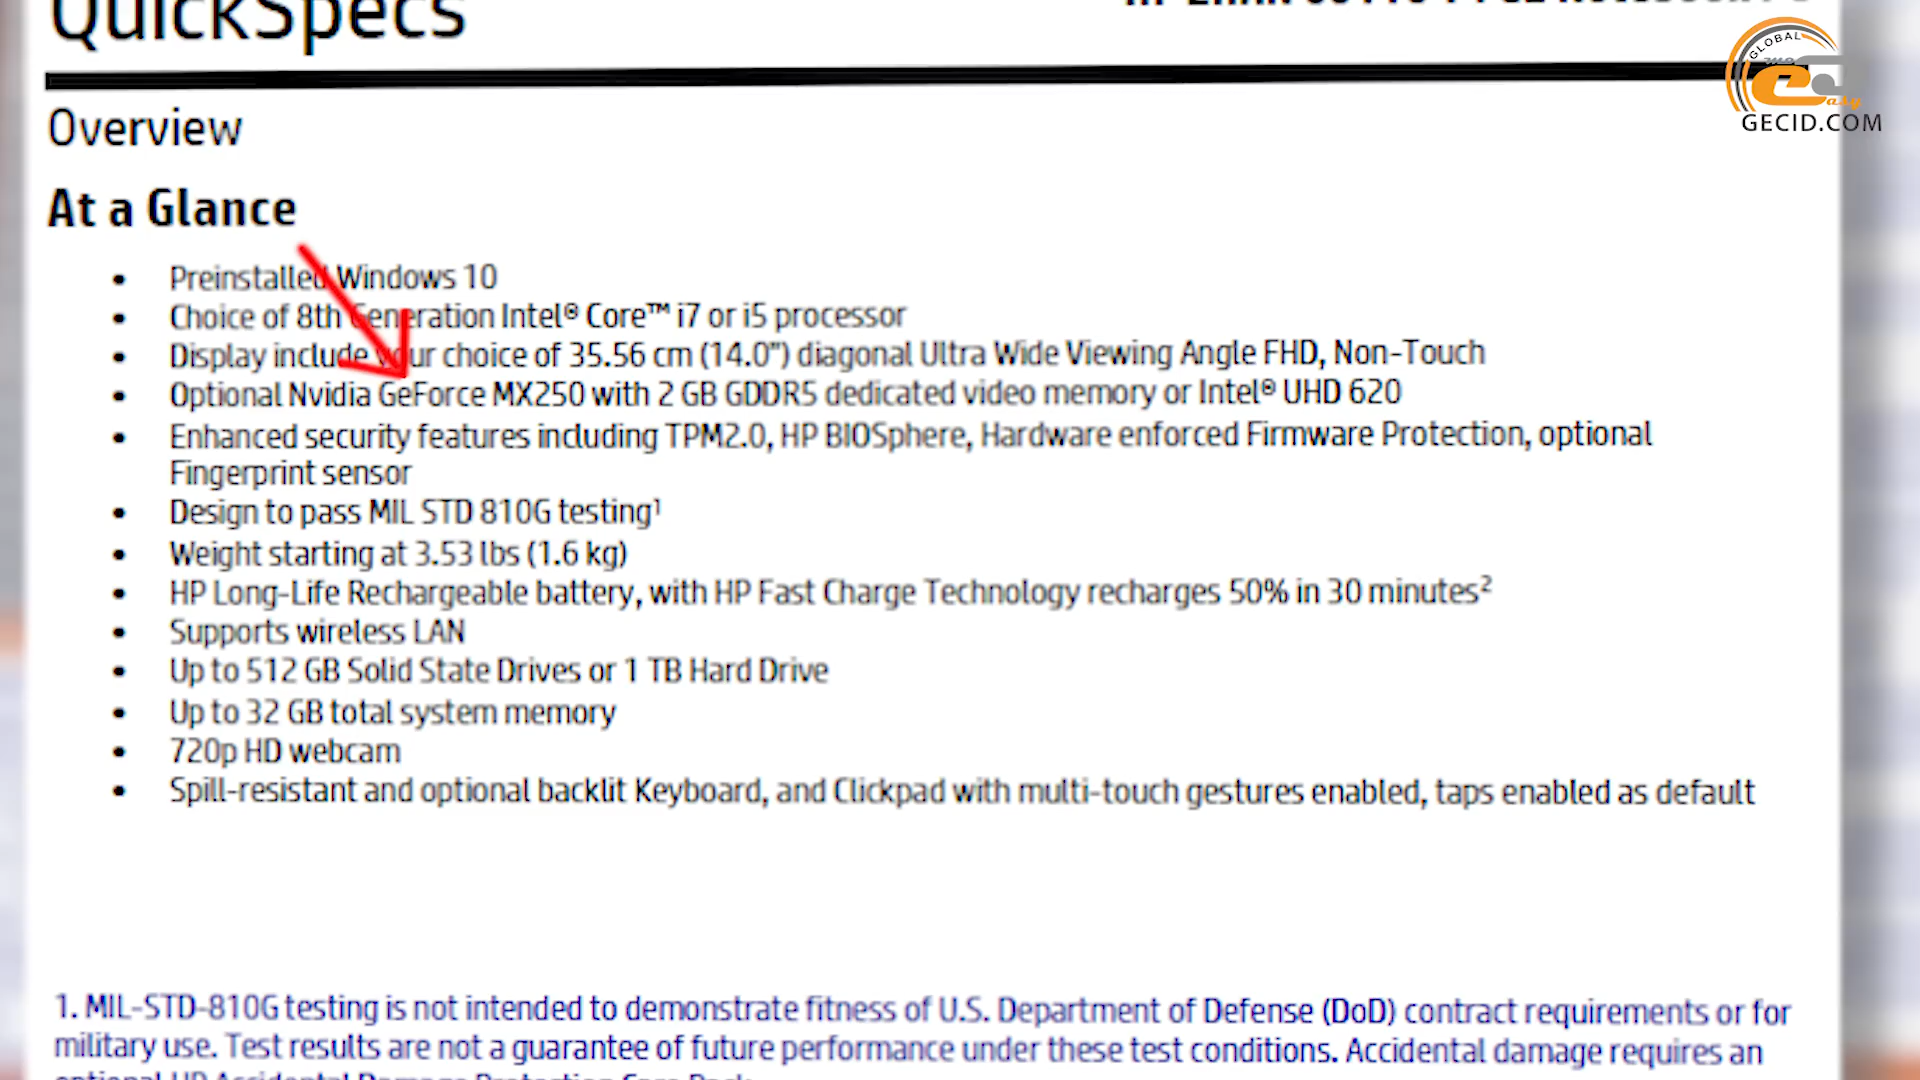 QuickSpecs
GLOBAL
easy
GECID.COM
Overview
At a Glance
• Preinstalled Windows 10
• Choice of 8th Generation Intel® Core™ i7 or i5 processor
• Display include your choice of 35.56 cm (14.0") diagonal Ultra Wide Viewing Angle FHD, Non-Touch
• Optional Nvidia GeForce MX250 with 2 GB GDDR5 dedicated video memory or Intel® UHD 620
• Enhanced security features including TPM2.0, HP BIOSphere, Hardware enforced Firmware Protection, optional
Fingerprint sensor
• Design to pass MIL STD 810G testing¹
• Weight starting at 3.53 lbs (1.6 kg)
• HP Long-Life Rechargeable battery, with HP Fast Charge Technology recharges 50% in 30 minutes²
• Supports wireless LAN
• Up to 512 GB Solid State Drives or 1 TB Hard Drive
• Up to 32 GB total system memory
• 720p HD webcam
• Spill-resistant and optional backlit Keyboard, and Clickpad with multi-touch gestures enabled, taps enabled as default
1. MIL-STD-810G testing is not intended to demonstrate fitness of U.S. Department of Defense (DoD) contract requirements or for
military use. Test results are not a guarantee of future performance under these test conditions. Accidental damage requires an
optional HP Accidental Damage Protection Care Pack.